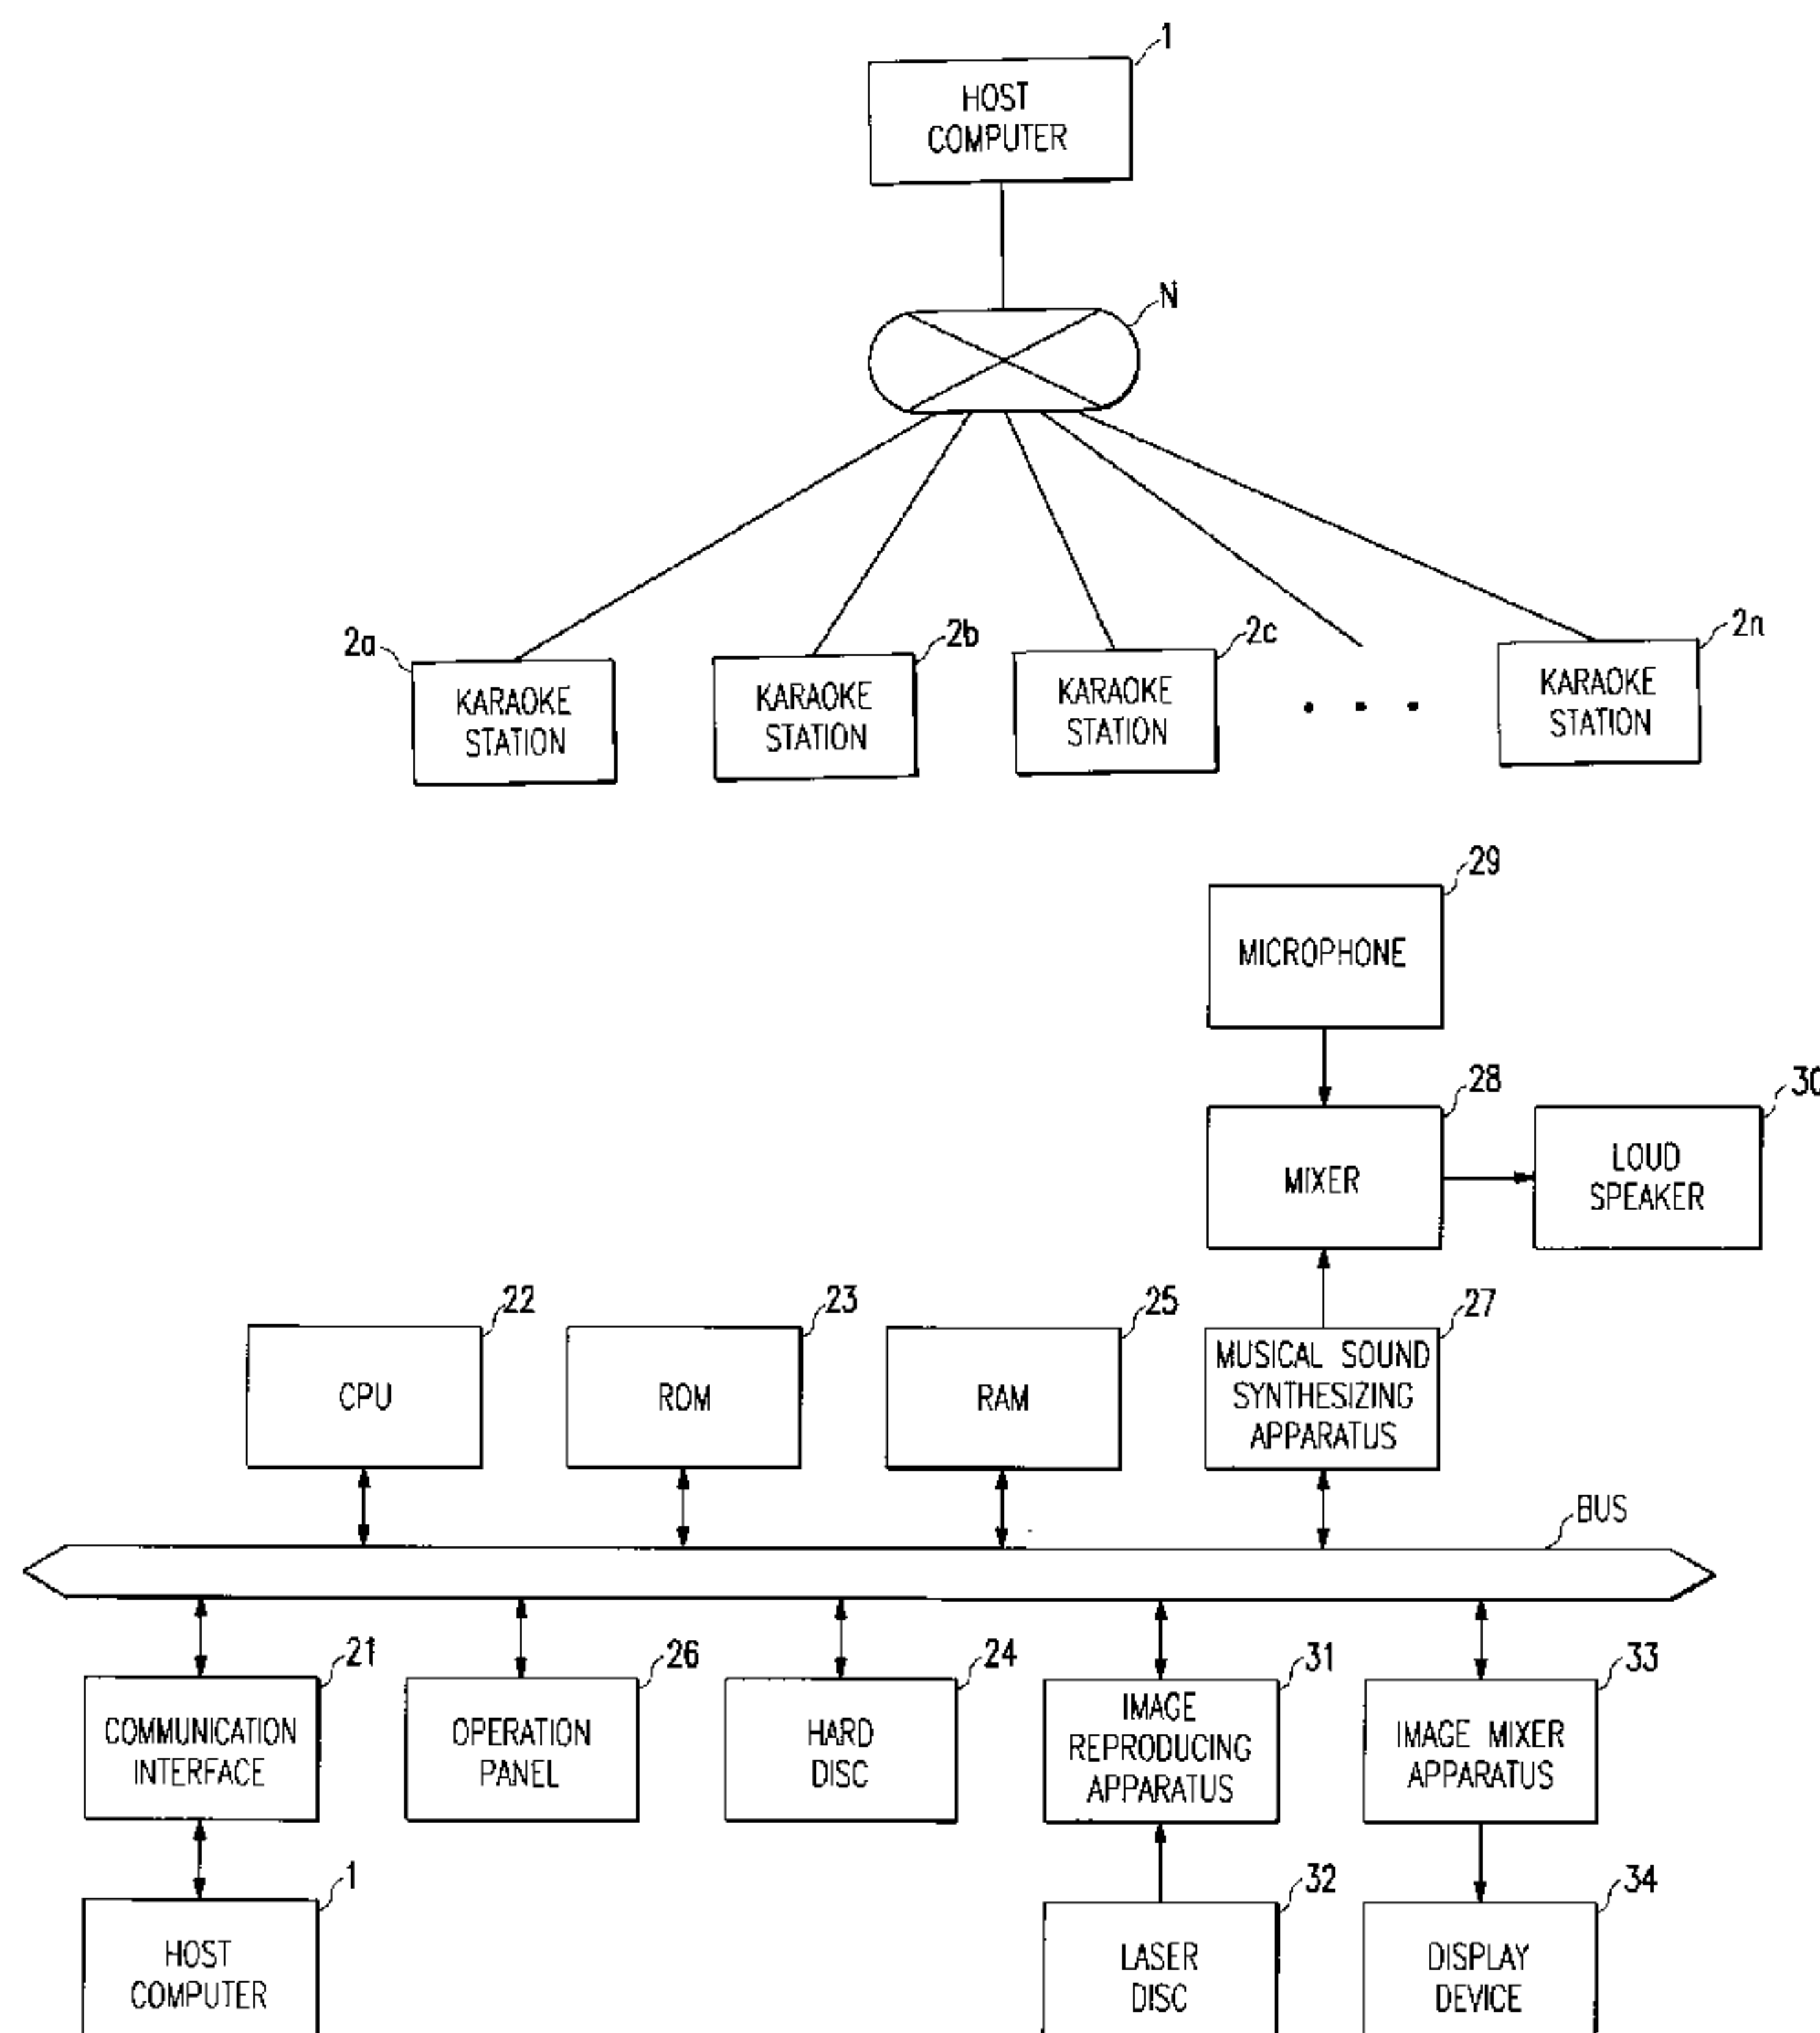 1
HOST
COMPUTER
N
2a
KARAOKE
STATION
2b
KARAOKE
STATION
2c
KARAOKE
STATION
2n
KARAOKE
STATION
29
MICROPHONE
28
MIXER
30
LOUD
SPEAKER
22
CPU
23
ROM
25
RAM
27
MUSICAL SOUND
SYNTHESIZING
APPARATUS
BUS
21
COMMUNICATION
INTERFACE
26
OPERATION
PANEL
24
HARD
DISC
31
IMAGE
REPRODUCING
APPARATUS
33
IMAGE MIXER
APPARATUS
1
HOST
COMPUTER
32
LASER
DISC
34
DISPLAY
DEVICE